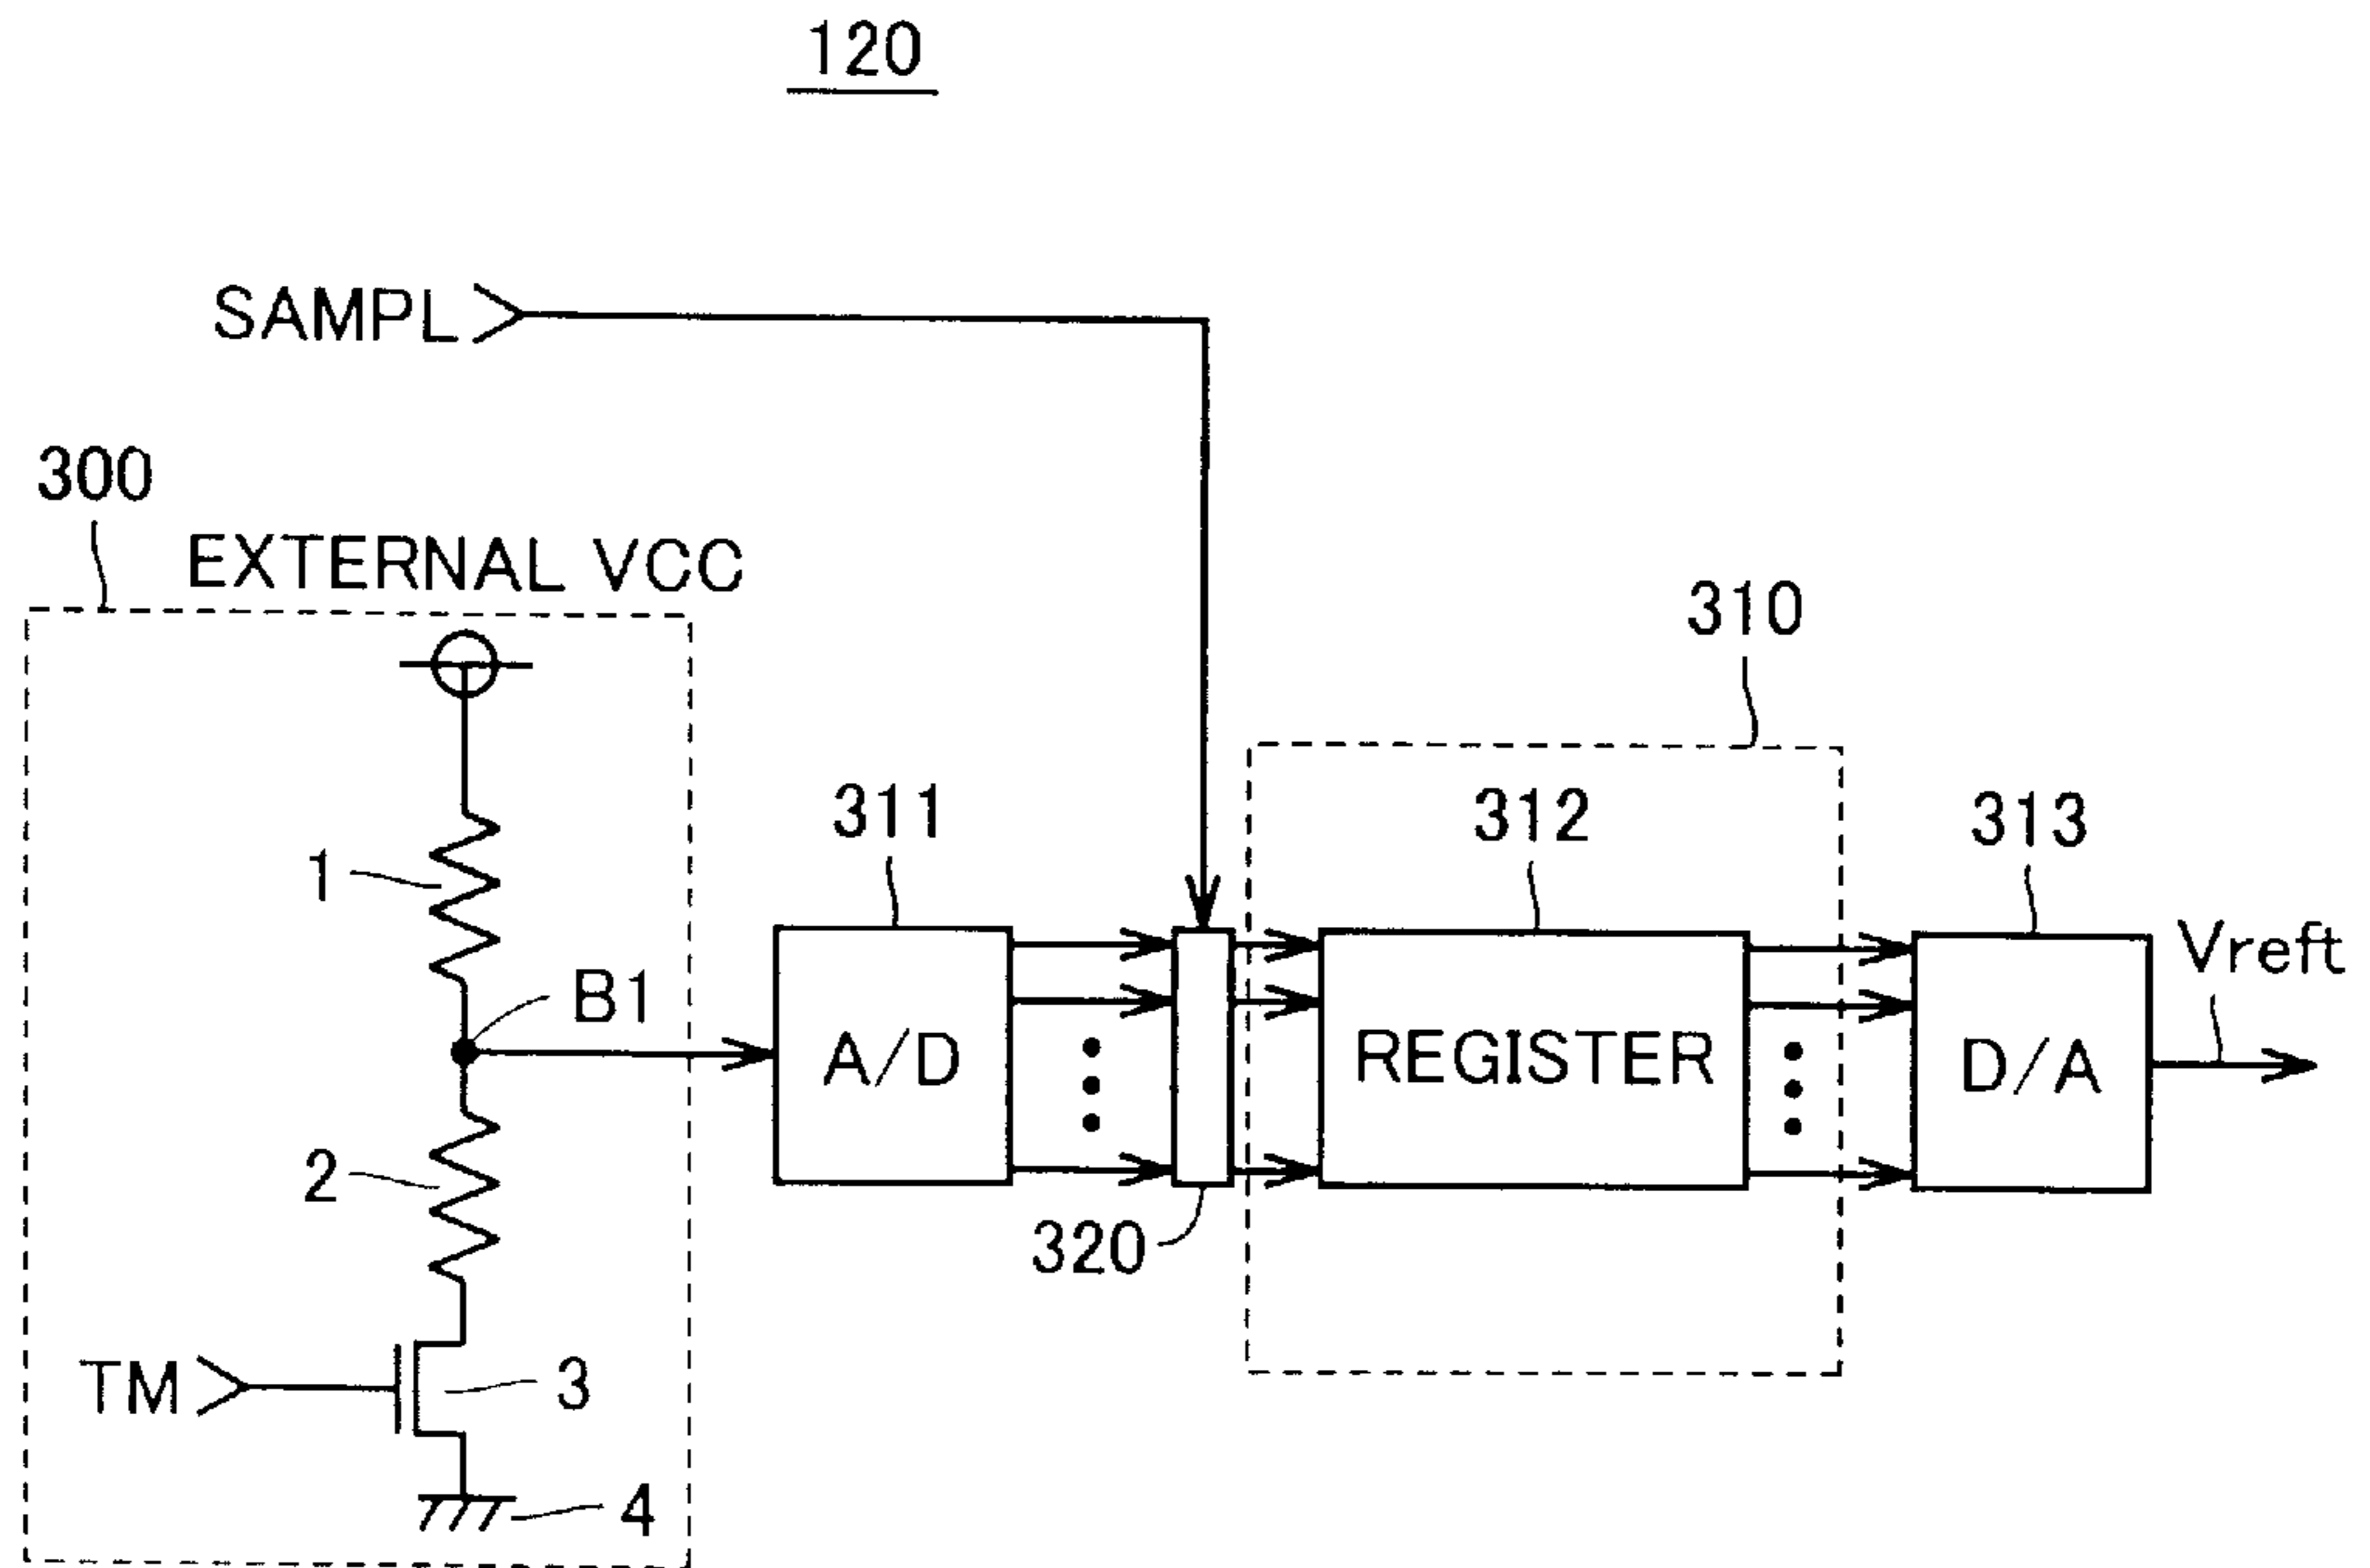 120
SAMPL
300
EXTERNAL VCC
310
311
312
313
1
Vreft
B1
A/D
REGISTER
D/A
2
320
TM
3
4